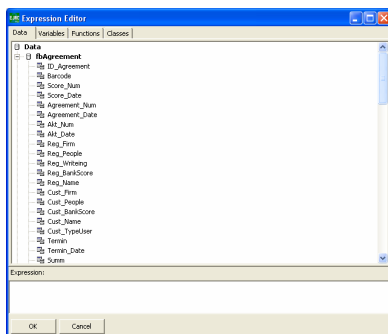 Expression Editor
Data Variables Functions Classes
Data
fbAgreement
ID_Agreement
Barcode
Score_Num
Score_Date
Agreement_Num
Agreement_Date
Akt_Num
Akt_Date
Reg_Firm
Reg_People
Reg_Writeing
Reg_BankScore
Reg_Name
Cust_Firm
Cust_People
Cust_BankScore
Cust_Name
Cust_TypeUser
Termin
Termin_Date
Summ
Expression:
OK Cancel